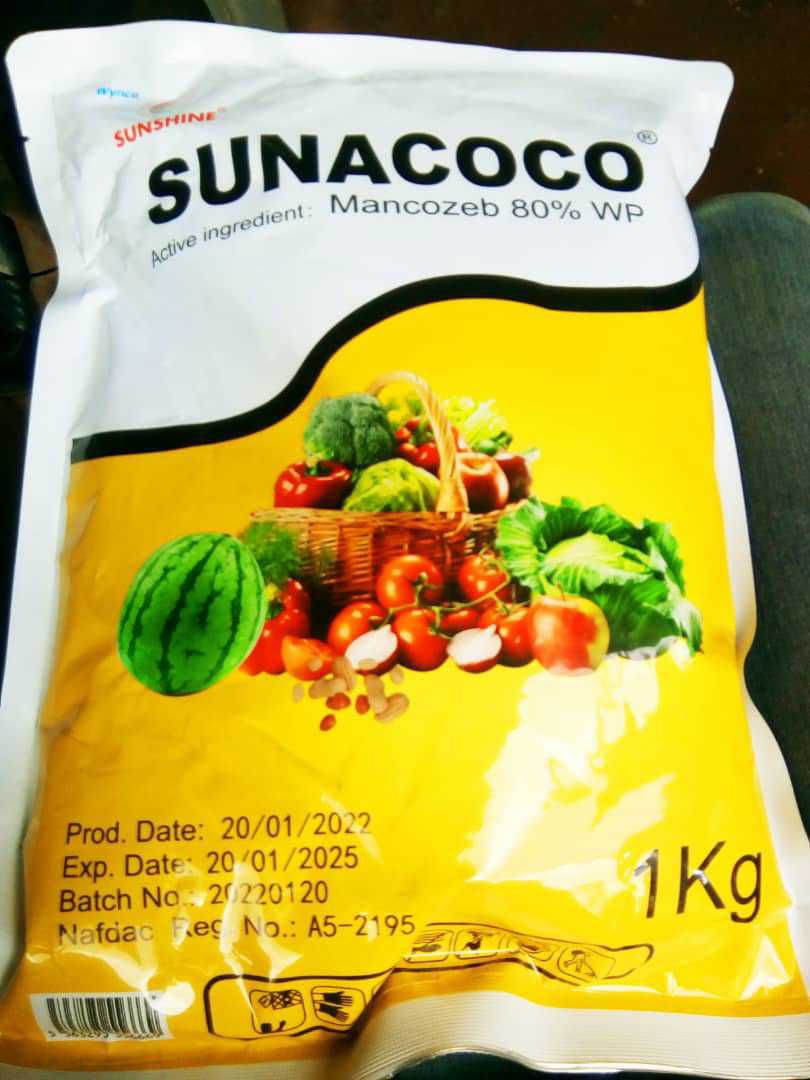 Wynca
SUNSHINE®
SUNACOCO®
Active ingredient: Mancozeb 80% WP
Prod. Date: 20/01/2022
Exp. Date: 20/01/2025
Batch No.: 20220120
Nafdac Reg. No.: A5-2195
1Kg